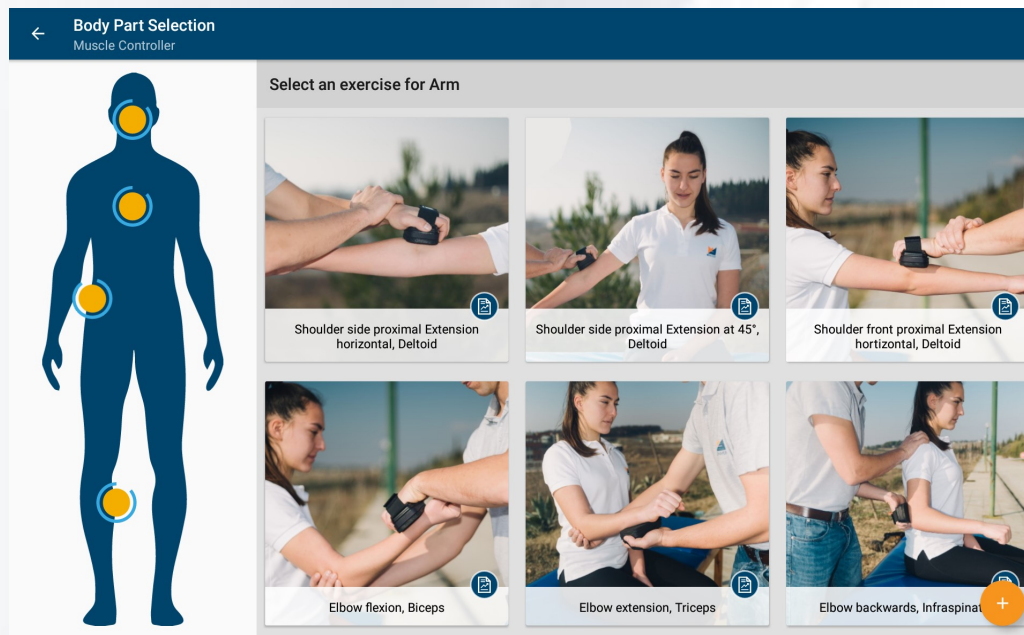 Body Part Selection
Muscle Controller
Select an exercise for Arm
Shoulder side proximal Extension
horizontal, Deltoid
Shoulder side proximal Extension at 45°,
Deltoid
Shoulder front proximal Extension
hortizontal, Deltoid
Elbow flexion, Biceps
Elbow extension, Triceps
Elbow backwards, Infraspinat